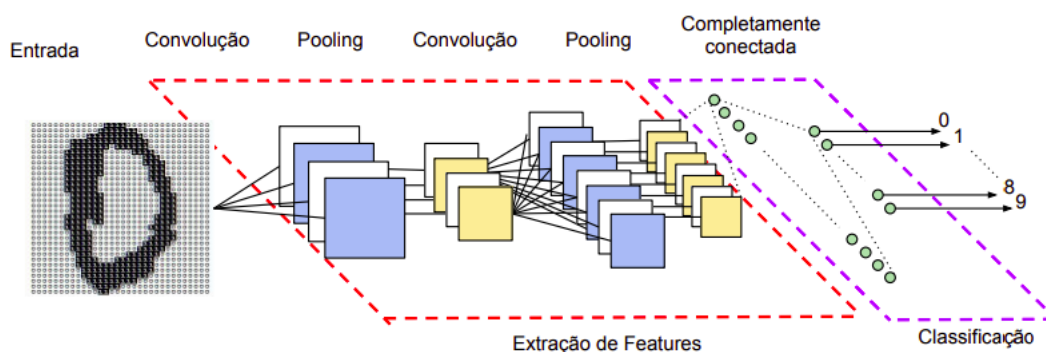 Entrada
Convolução
Pooling
Convolução
Pooling
Completamente
conectada
0
1
8
9
Extração de Features
Classificação